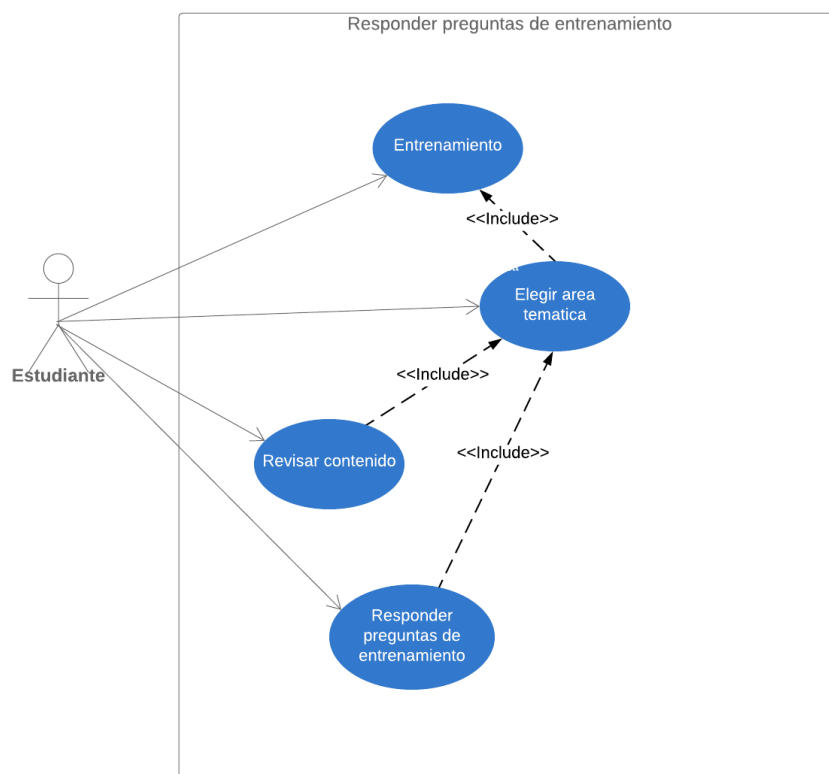 Responder preguntas de entrenamiento
Entrenamiento
<<Include>>
Elegir area
tematica
Estudiante
<<Include>>
<<Include>>
Revisar contenido
Responder
preguntas de
entrenamiento